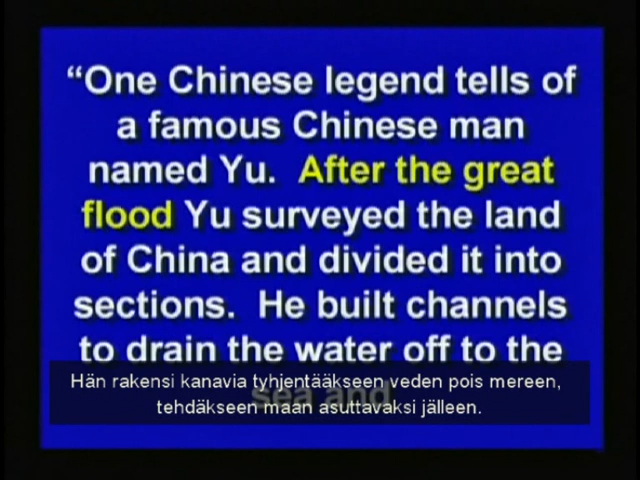 “One Chinese legend tells of
a famous Chinese man
named Yu. After the great
flood Yu surveyed the land
of China and divided it into
sections. He built channels
to drain the water off to the
sea and
Hän rakensi kanavia tyhjentääkseen veden pois mereen,
tehdäkseen maan asuttavaksi jälleen.